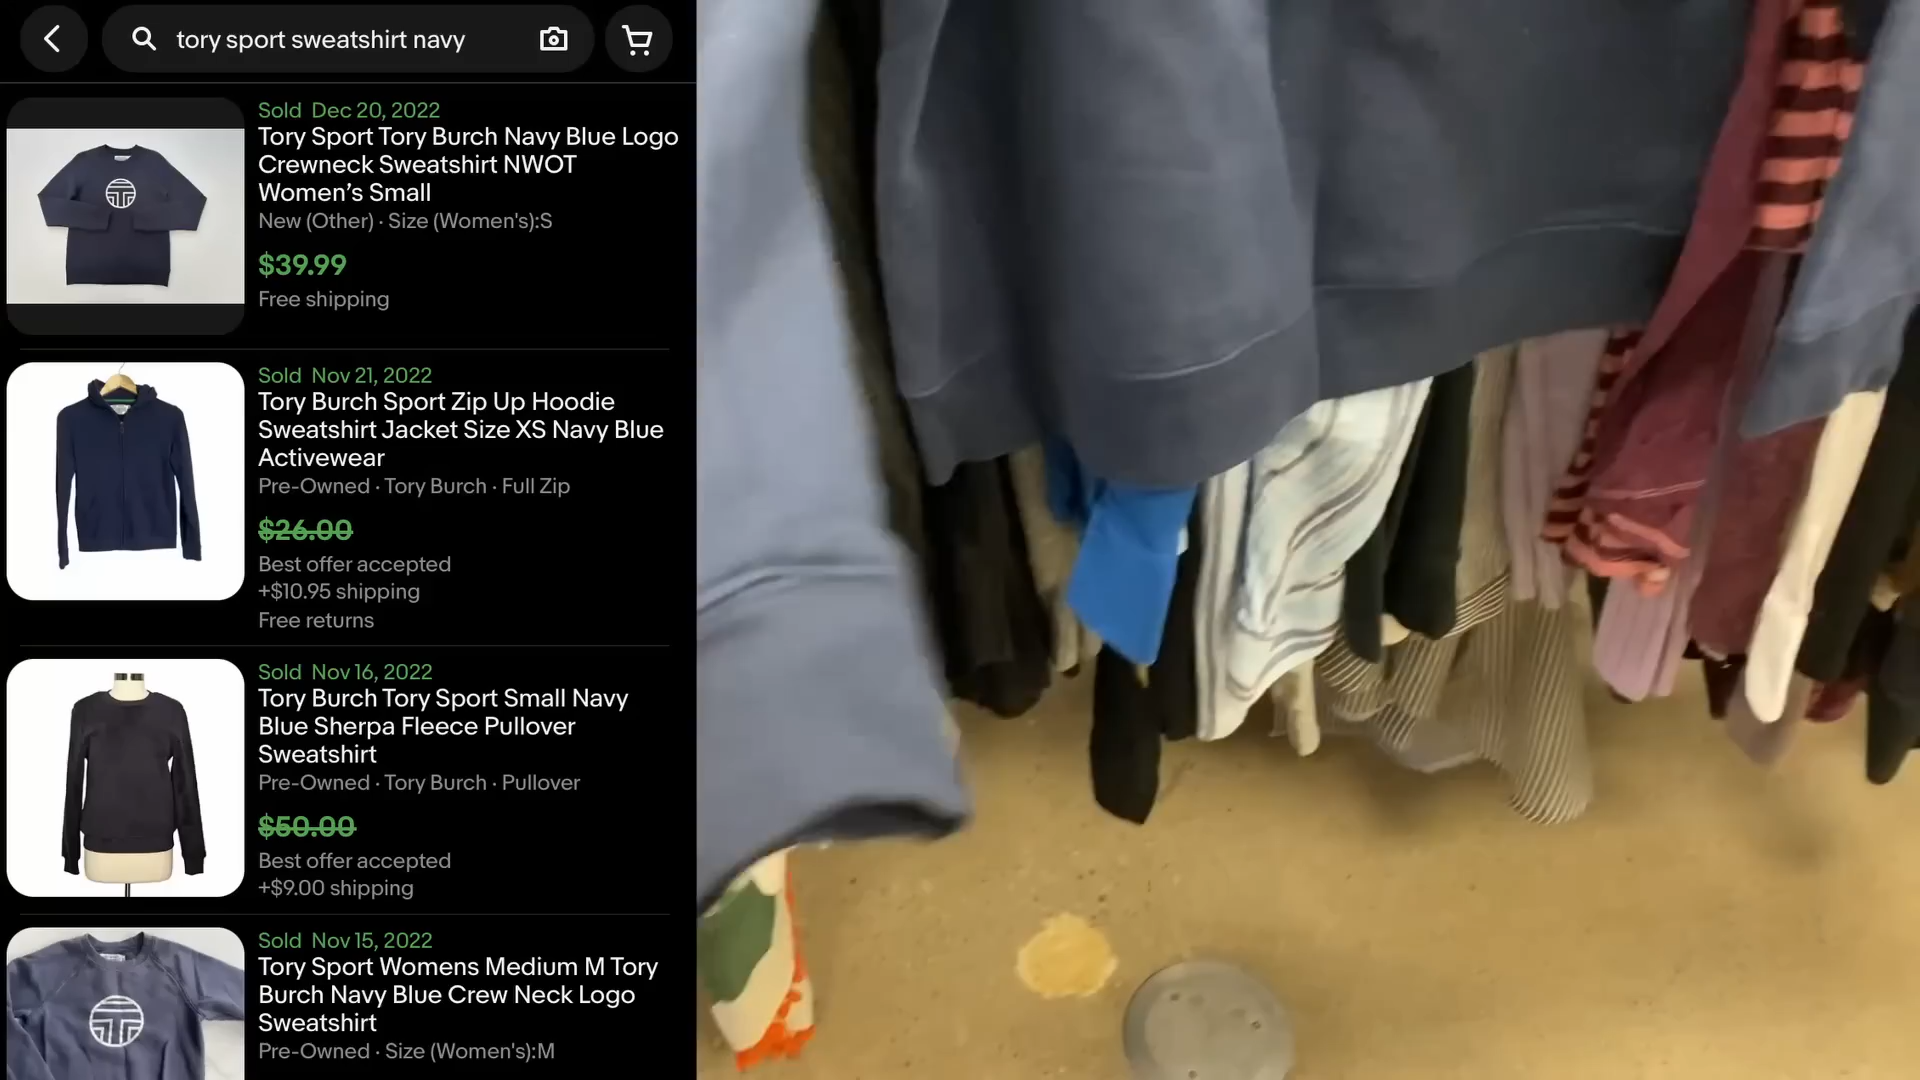 tory sport sweatshirt navy
Sold Dec 20, 2022
Tory Sport Tory Burch Navy Blue Logo
Crewneck Sweatshirt NWOT
Women's Small
New (Other) · Size (Women's):S
$39.99
Free shipping
Sold Nov 21, 2022
Tory Burch Sport Zip Up Hoodie
Sweatshirt Jacket Size XS Navy Blue
Activewear
Pre-Owned · Tory Burch · Full Zip
$26.00
Best offer accepted
+$10.95 shipping
Free returns
Sold Nov 16, 2022
Tory Burch Tory Sport Small Navy
Blue Sherpa Fleece Pullover
Sweatshirt
Pre-Owned · Tory Burch · Pullover
$50.00
Best offer accepted
+$9.00 shipping
Sold Nov 15, 2022
Tory Sport Womens Medium M Tory
Burch Navy Blue Crew Neck Logo
Sweatshirt
Pre-Owned · Size (Women's):M